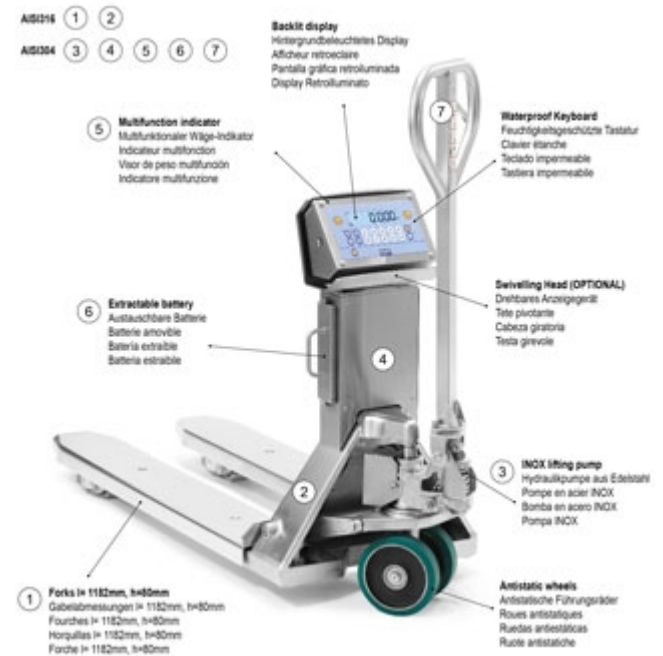 AISI316 1 2
AISI304 3 4 5 6 7
Backlit display
Hintergrundbeleuchtetes Display
Afficheur retroeclaire
Pantalla gráfica retroiluminada
Display Retroilluminato
7
5
Multifunction indicator
Multifunktionaler Wäge-Indikator
Indicateur multifonction
Visor de peso multifunción
Indicatore multifunzione
Waterproof Keyboard
Feuchtigkeitsgeschützte Tastatur
Clavier étanche
Teclado impermeable
Tastiera impermeabile
0.000
Swivelling Head (OPTIONAL)
Drehbares Anzeigegerät
Tete pivotante
Cabeza giratoria
Testa girevole
6
Extractable battery
Austauschbare Batterie
Batterie amovible
Batería extraíble
Batteria estraibile
4
3
INOX lifting pump
Hydraulikpumpe aus Edelstahl
Pompe en acier INOX
Bomba en acero INOX
Pompa INOX
2
1
Forks l= 1182mm, h=80mm
Gabelabmessungen l= 1182mm, h=80mm
Fourches l= 1182mm, h=80mm
Horquillas l= 1182mm, h=80mm
Forche l= 1182mm, h=80mm
Antistatic wheels
Antistatische Führungsräder
Roues antistatiques
Ruedas antiestáticas
Ruote antistatiche